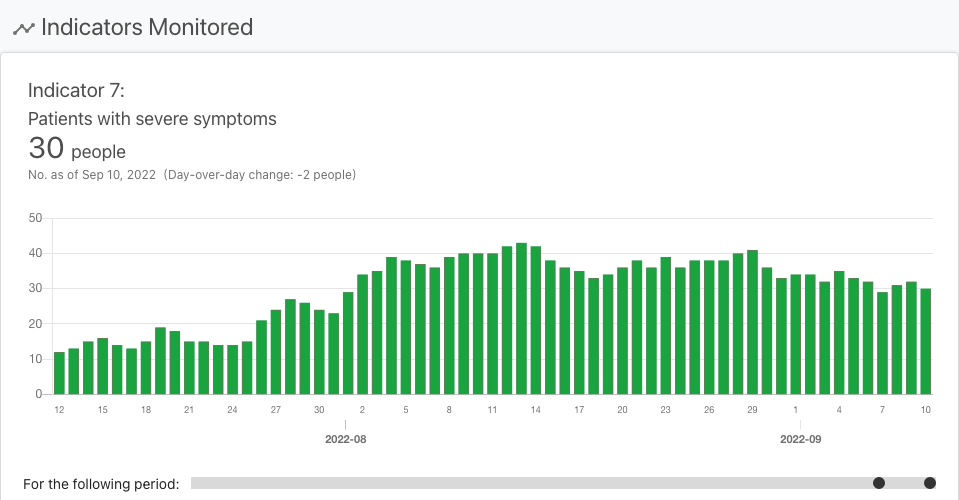 Indicators Monitored
Indicator 7:
Patients with severe symptoms
30 people
No. as of Sep 10, 2022 (Day-over-day change: -2 people)
50
40
30
20
10
0
12 15 18 21 24 27 30 2 5 8 11 14 17 20 23 26 29 1 4 7 10
2022-08 2022-09
For the following period: